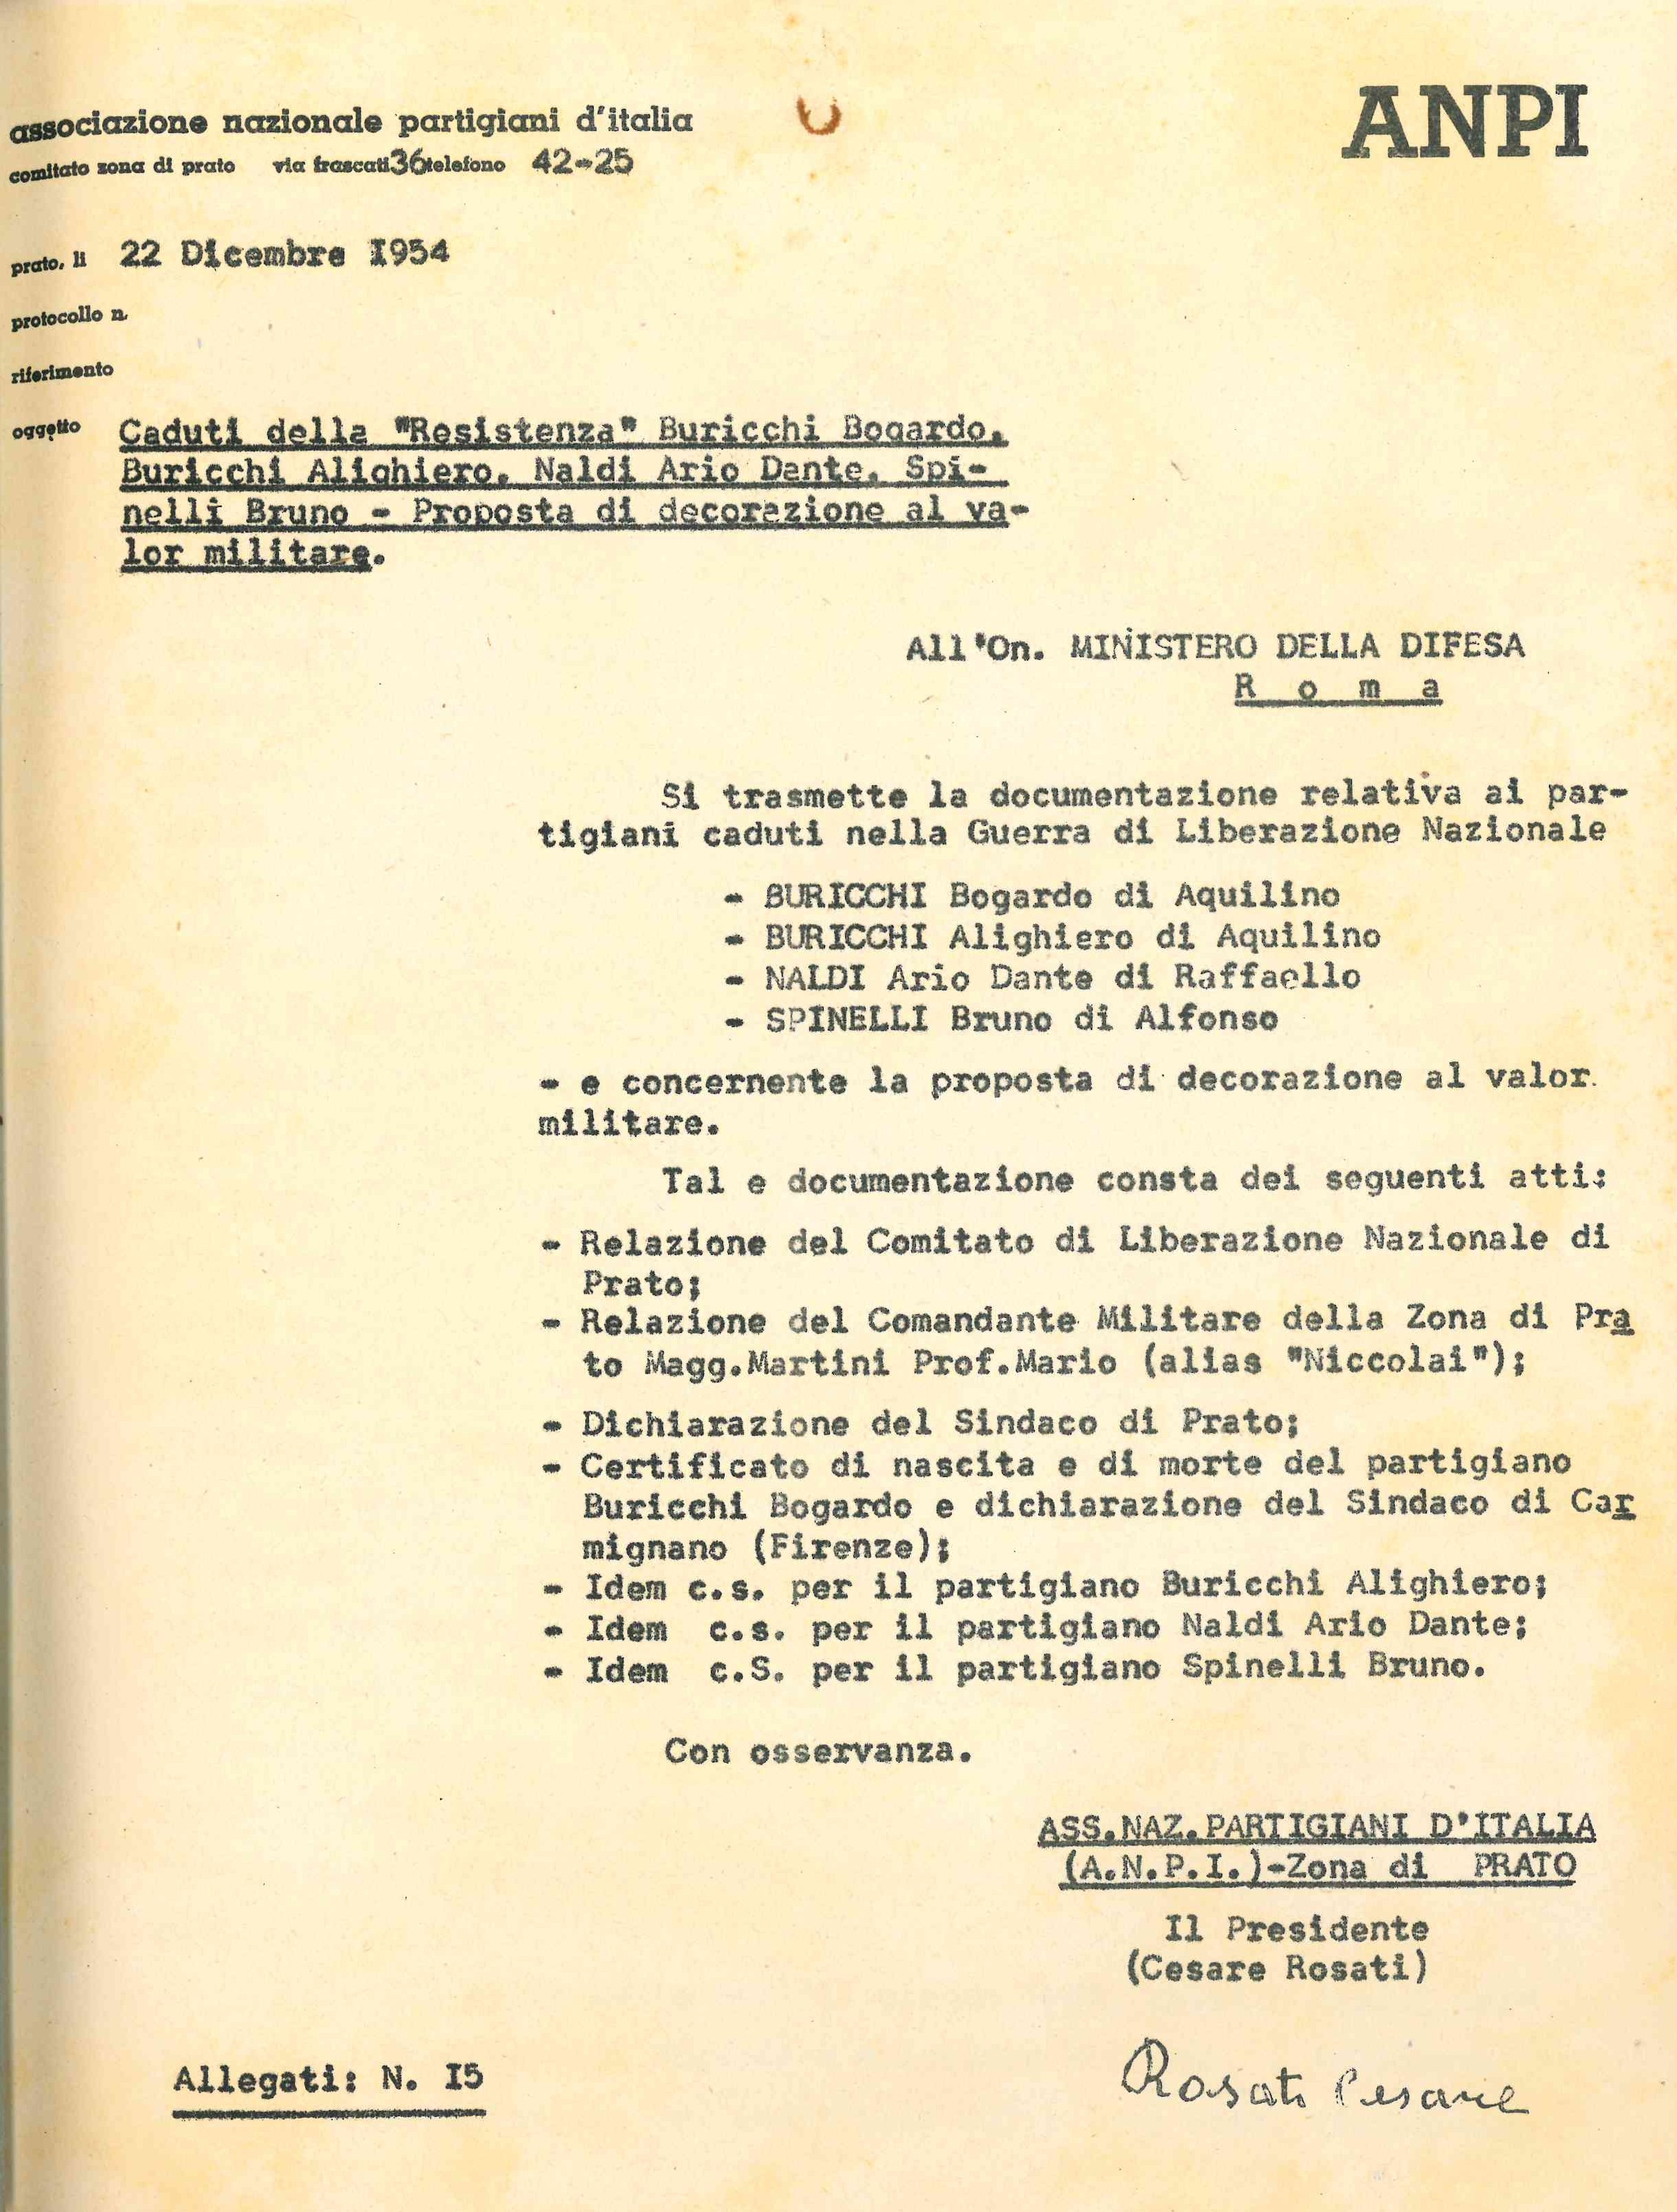 associazione nazionale partigiani d'italia
ANPI
comitato zona di prato via frascati 36 telefono 42-25
prato, li 22 Dicembre I954
protocollo n.
riferimento
oggetto Caduti della "Resistenza" Buricchi Bogardo,
Buricchi Alighiero, Naldi Ario Dante, Spi-
nelli Bruno - Proposta di decorazione al va-
lor militare.
All'On. MINISTERO DELLA DIFESA
R o m a
Si trasmette la documentazione relativa ai par-
tigiani caduti nella Guerra di Liberazione Nazionale
- BURICCHI Bogardo di Aquilino
- BURICCHI Alighiero di Aquilino
- NALDI Ario Dante di Raffaello
- SPINELLI Bruno di Alfonso
- e concernente la proposta di decorazione al valor
militare.
Tal e documentazione consta dei seguenti atti:
- Relazione del Comitato di Liberazione Nazionale di
Prato;
- Relazione del Comandante Militare della Zona di Pra
to Magg.Martini Prof.Mario (alias "Niccolai");
- Dichiarazione del Sindaco di Prato;
- Certificato di nascita e di morte del partigiano
Buricchi Bogardo e dichiarazione del Sindaco di Car
mignano (Firenze);
- Idem c.s. per il partigiano Buricchi Alighiero;
- Idem c.s. per il partigiano Naldi Ario Dante;
- Idem c.S. per il partigiano Spinelli Bruno.
Con osservanza.
ASS.NAZ.PARTIGIANI D'ITALIA
(A.N.P.I.)-Zona di PRATO
Il Presidente
(Cesare Rosati)
Rosati Cesare
Allegati: N. I5